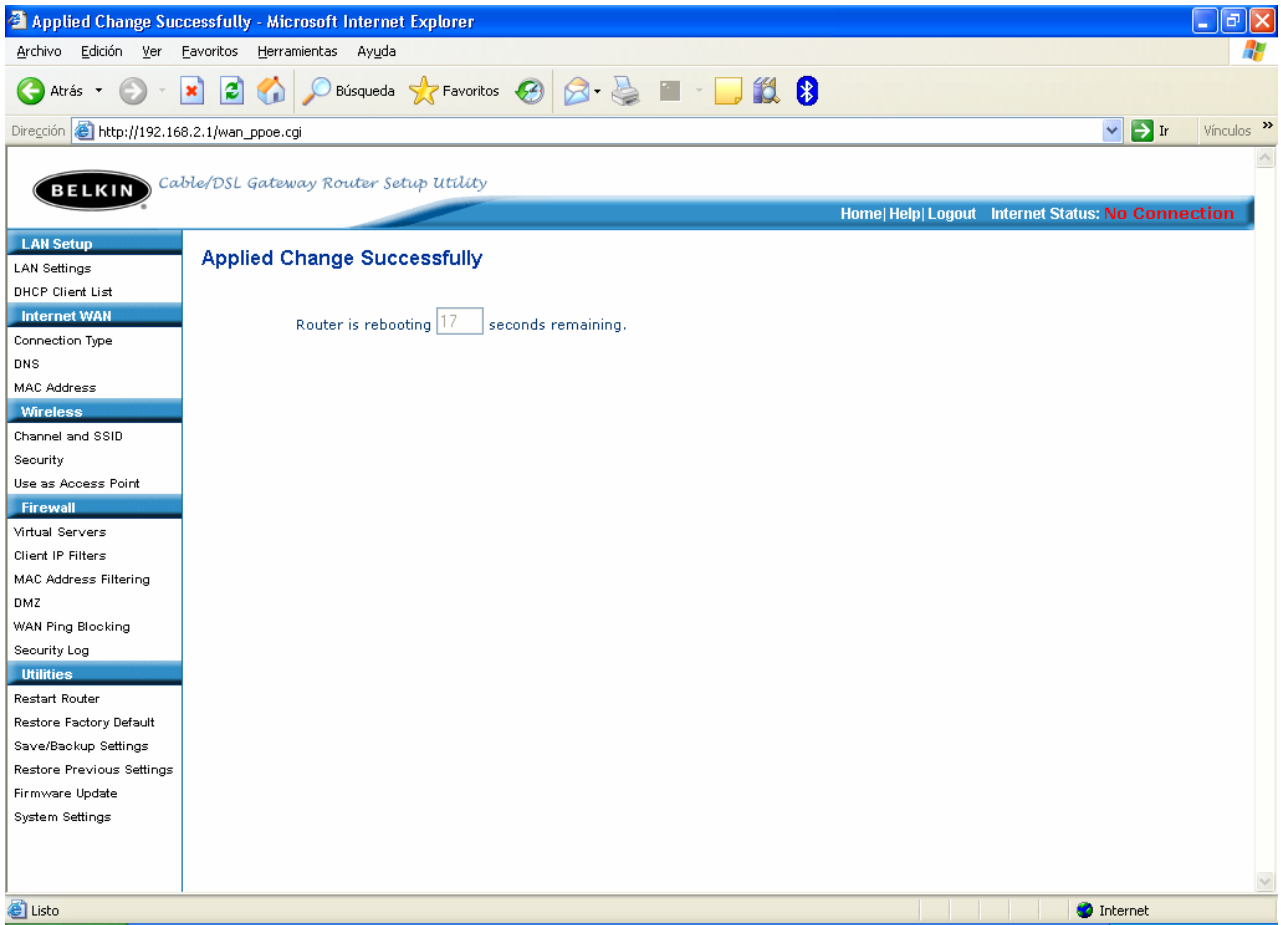 Applied Change Successfully - Microsoft Internet Explorer
Archivo Edición Ver Favoritos Herramientas Ayuda
Atrás Búsqueda Favoritos
Dirección http://192.168.2.1/wan_ppoe.cgi Ir Vínculos »
BELKIN Cable/DSL Gateway Router Setup Utility
Home| Help| Logout Internet Status: No Connection
LAN Setup
LAN Settings
DHCP Client List
Internet WAN
Connection Type
DNS
MAC Address
Wireless
Channel and SSID
Security
Use as Access Point
Firewall
Virtual Servers
Client IP Filters
MAC Address Filtering
DMZ
WAN Ping Blocking
Security Log
Utilities
Restart Router
Restore Factory Default
Save/Backup Settings
Restore Previous Settings
Firmware Update
System Settings
Applied Change Successfully
Router is rebooting 17 seconds remaining.
Listo Internet